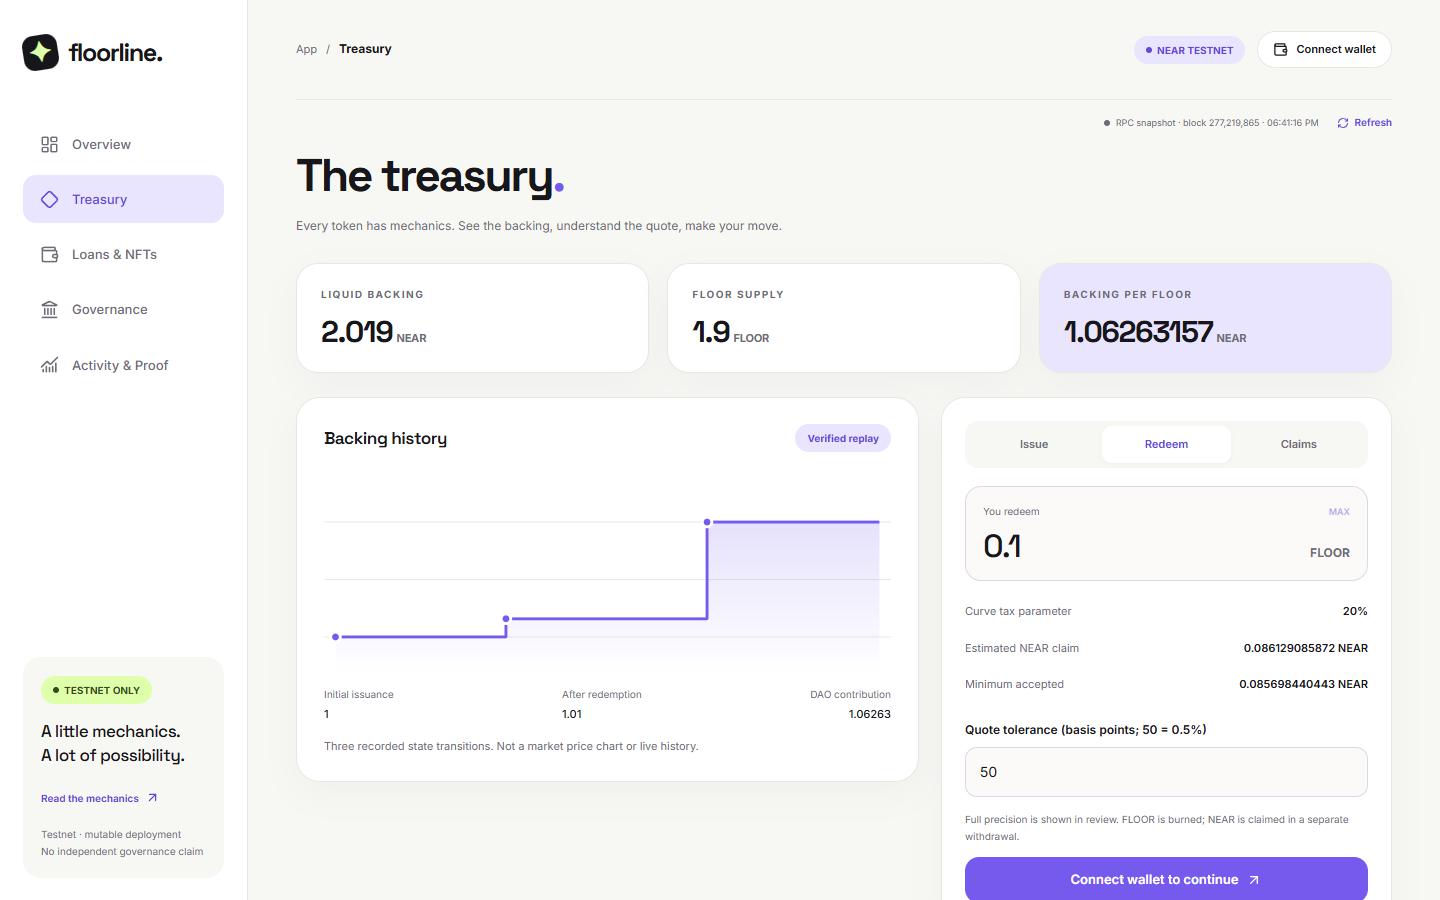 floorline.
Overview
Treasury
Loans & NFTs
Governance
Activity & Proof
TESTNET ONLY
A little mechanics.
A lot of possibility.
Read the mechanics
Testnet · mutable deployment
No independent governance claim
App / Treasury
NEAR TESTNET
Connect wallet
RPC snapshot · block 277,219,865 · 06:41:16 PM
Refresh
The treasury.
Every token has mechanics. See the backing, understand the quote, make your move.
LIQUID BACKING
2.019 NEAR
FLOOR SUPPLY
1.9 FLOOR
BACKING PER FLOOR
1.06263157 NEAR
Backing history
Verified replay
Initial issuance
1
After redemption
1.01
DAO contribution
1.06263
Three recorded state transitions. Not a market price chart or live history.
Issue
Redeem
Claims
You redeem
MAX
0.1
FLOOR
Curve tax parameter
20%
Estimated NEAR claim
0.086129085872 NEAR
Minimum accepted
0.085698440443 NEAR
Quote tolerance (basis points; 50 = 0.5%)
50
Full precision is shown in review. FLOOR is burned; NEAR is claimed in a separate
withdrawal.
Connect wallet to continue